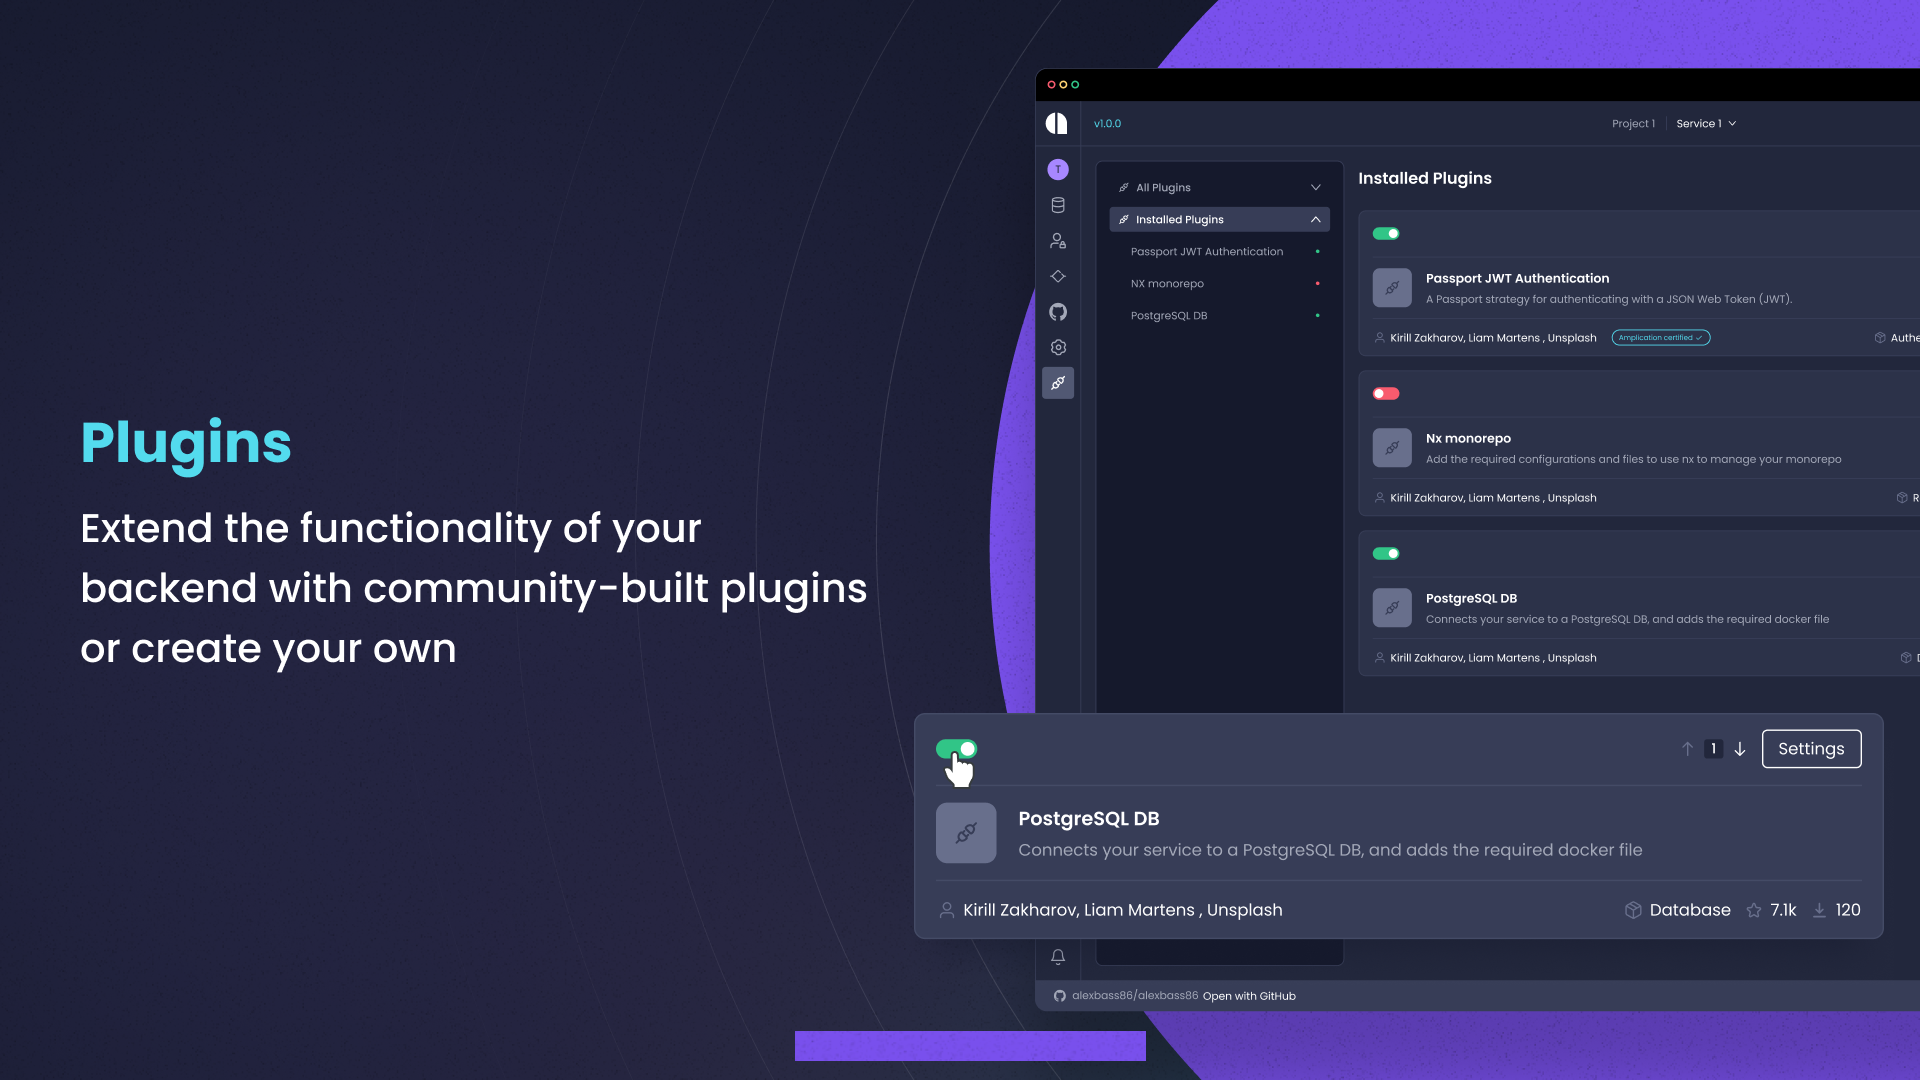 Plugins
Extend the functionality of your
backend with community-built plugins
or create your own
v1.0.0
Project 1
Service 1
T
All Plugins
Installed Plugins
Passport JWT Authentication
NX monorepo
PostgreSQL DB
Installed Plugins
Passport JWT Authentication
A Passport strategy for authenticating with a JSON Web Token (JWT).
Kirill Zakharov, Liam Martens , Unsplash
Amplication certified
Authe
Nx monorepo
Add the required configurations and files to use nx to manage your monorepo
Kirill Zakharov, Liam Martens , Unsplash
R
PostgreSQL DB
Connects your service to a PostgreSQL DB, and adds the required docker file
Kirill Zakharov, Liam Martens , Unsplash
1
Settings
PostgreSQL DB
Connects your service to a PostgreSQL DB, and adds the required docker file
Kirill Zakharov, Liam Martens , Unsplash
Database
7.1k
120
alexbass86/alexbass86 Open with GitHub